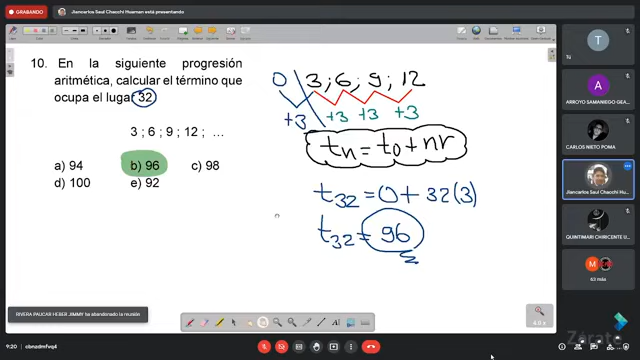 GRABANDO
Jiancarlos Saul Chacchi Huaman está presentando
10. En la siguiente progresión
aritmética, calcular el término que
ocupa el lugar 32
3 ; 6 ; 9 ; 12 ; ...
a) 94
b) 96
c) 98
d) 100
e) 92
0 3 ; 6 ; 9 ; 12
+3 +3 +3 +3
tn = t0 + nr
t32 = 0 + 32(3)
t32 = 96
T
Tú
A
ARROYO SAMANIEGO GEA...
CARLOS NIETO POMA
Jiancarlos Saul Chacchi Hua...
Q
QUINTIMARI CHIRICENTE U...
M
63 más
RIVERA PAUCAR HEBER JIMMY ha abandonado la reunión
9:20 | cbnazdmfvq4